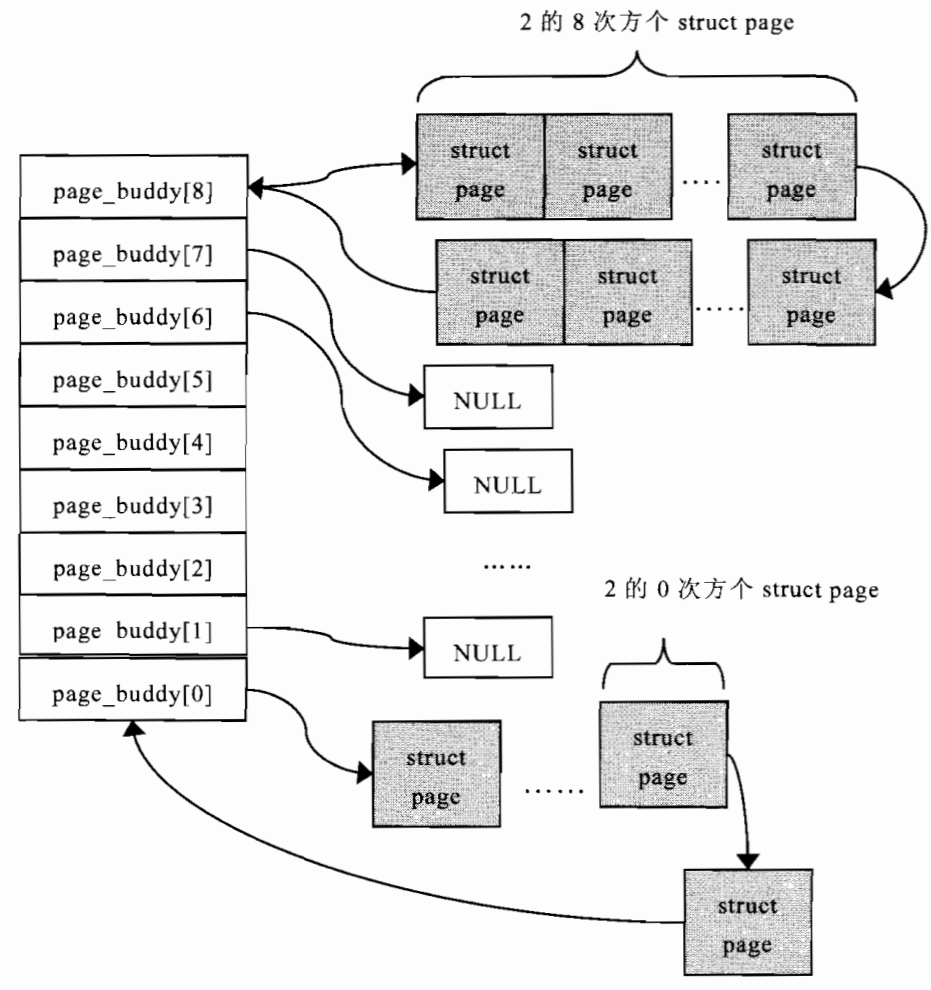 2 的 8 次方个 struct page
struct page
struct page
....
struct page
page_buddy[8]
page_buddy[7]
page_buddy[6]
page_buddy[5]
page_buddy[4]
page_buddy[3]
page_buddy[2]
page buddy[1]
page_buddy[0]
struct page
struct page
.....
struct page
NULL
NULL
......
2 的 0 次方个 struct page
NULL
struct page
......
struct page
struct page